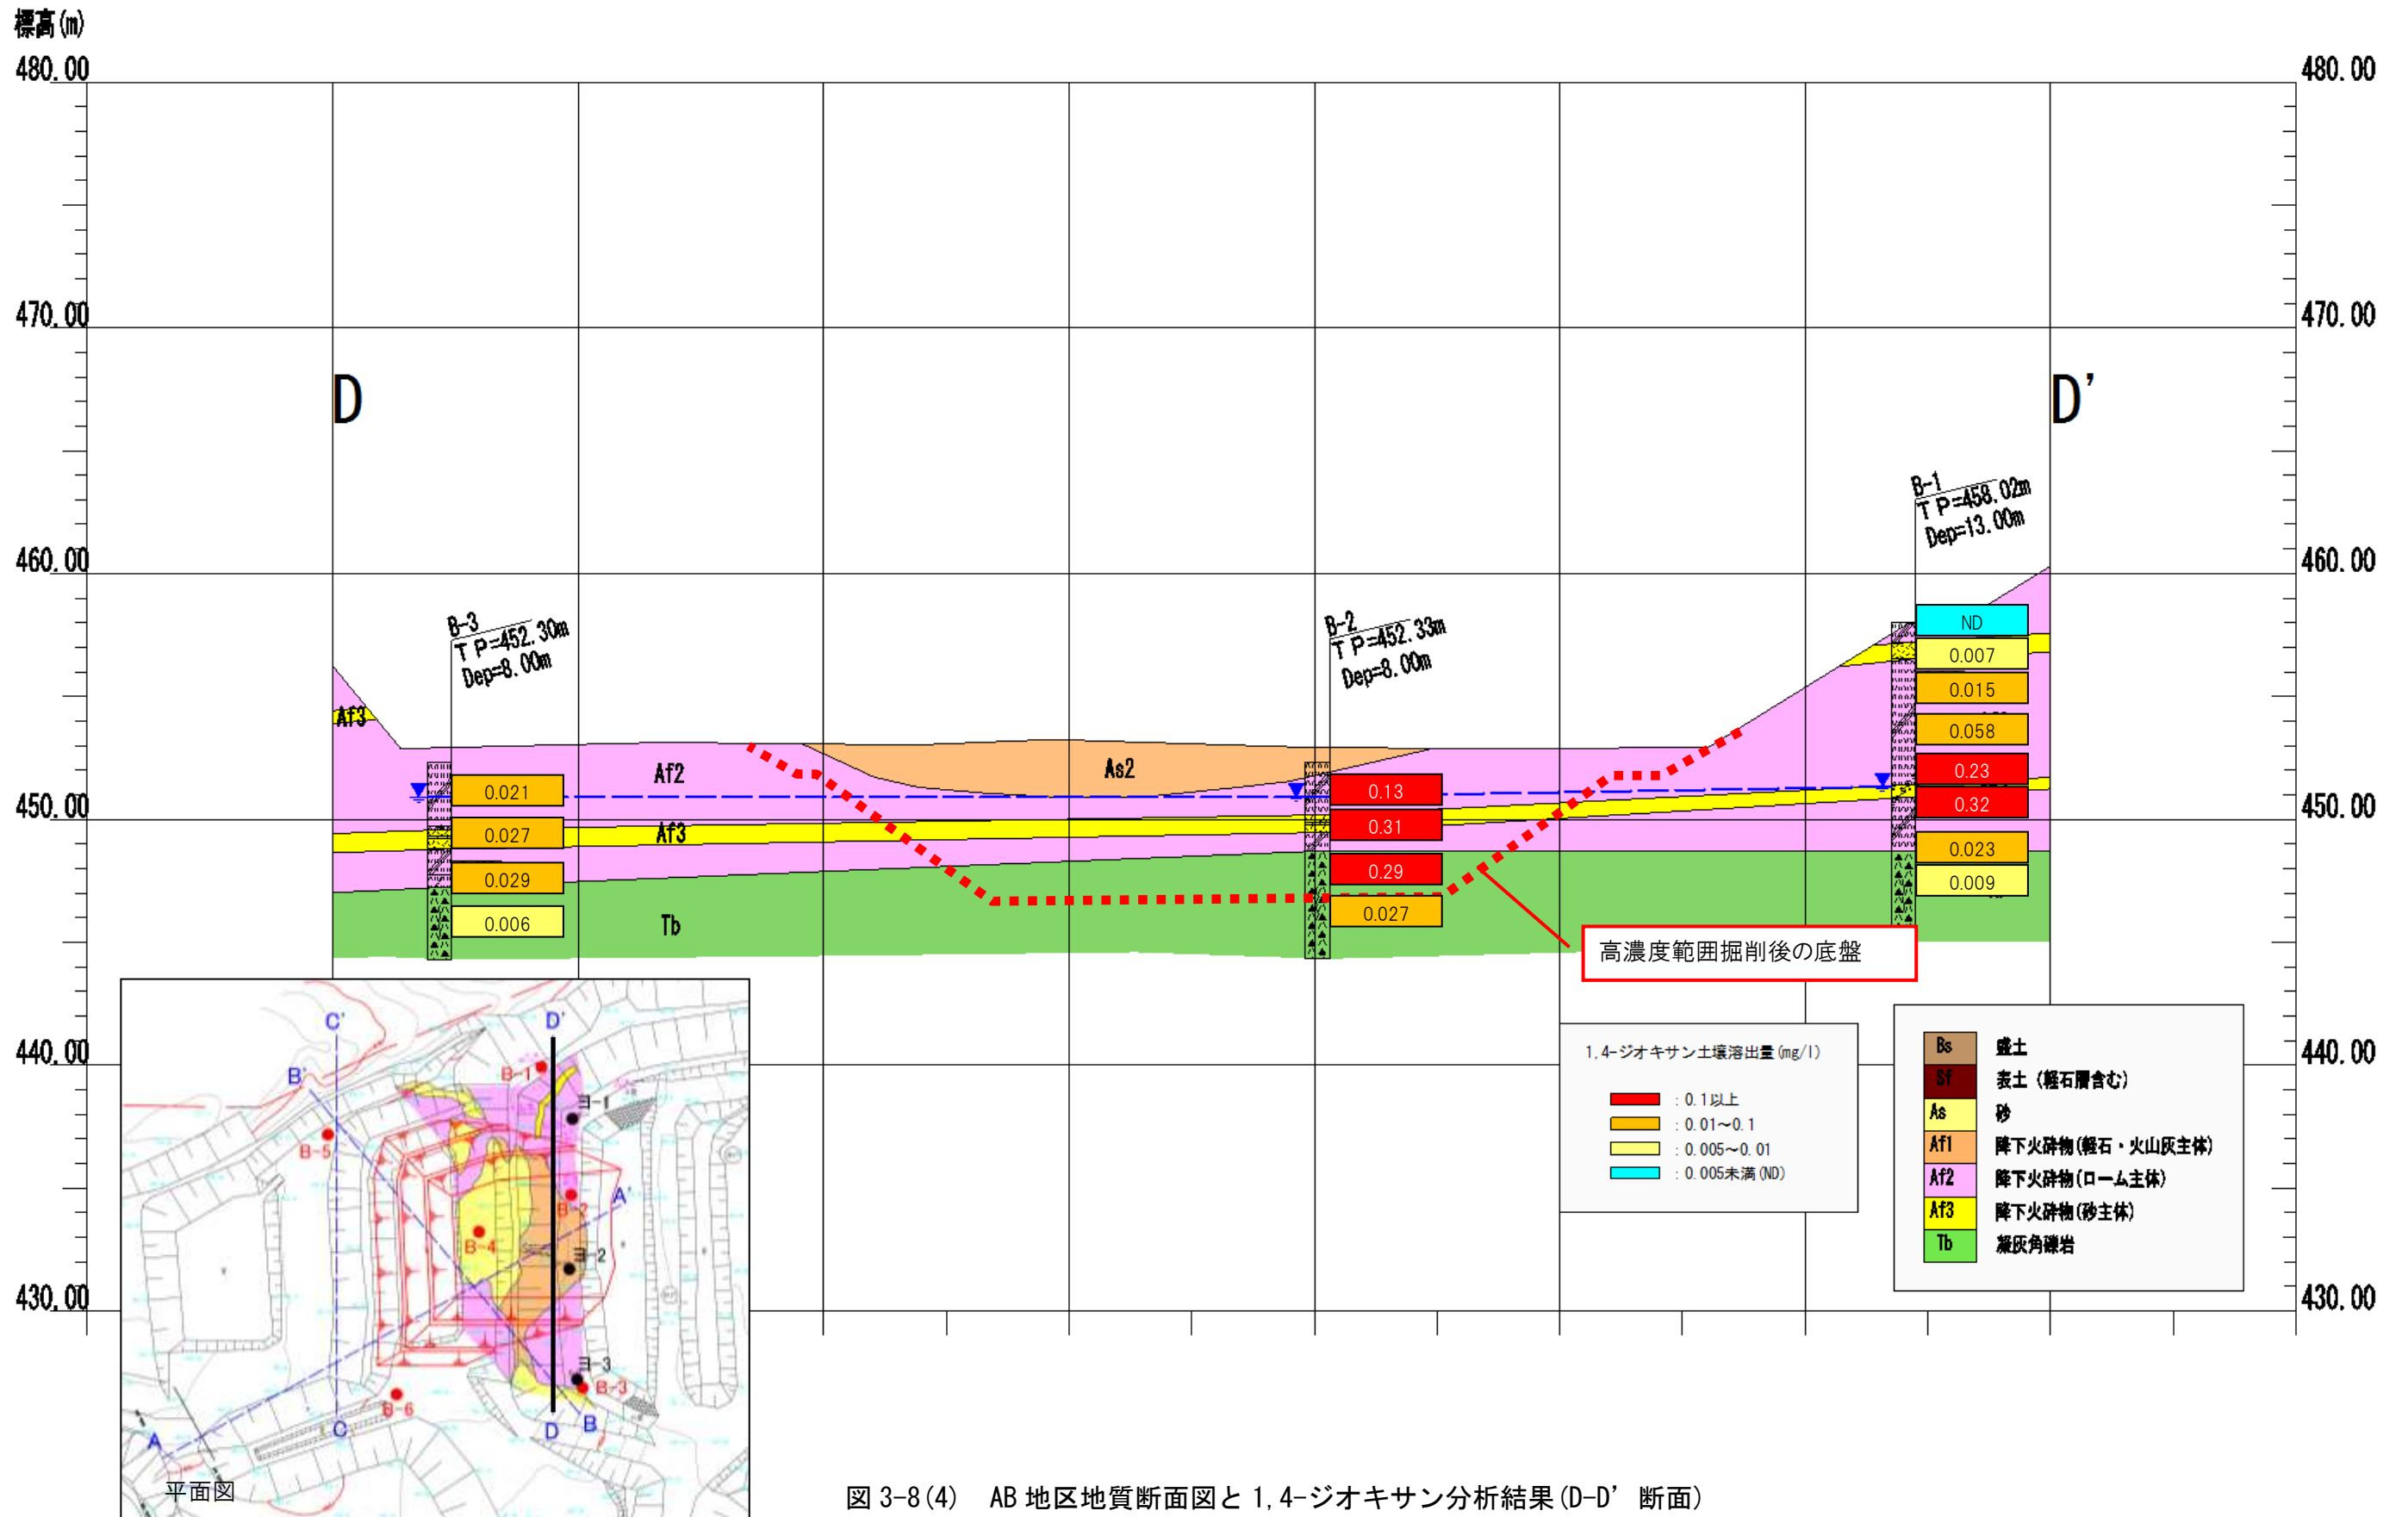 標高(m)
480.00
480.00
470.00
470.00
D
D’
B-1
T P=458.02m
Dep=13.00m
460.00
460.00
B-3
T P=452.30m
Dep=8.00m
B-2
T P=452.33m
Dep=8.00m
ND
0.007
0.015
0.058
0.23
0.32
0.023
0.009
Af3
Af2
As2
0.021
0.027
0.029
0.006
0.13
0.31
0.29
0.027
450.00
450.00
Af3
Tb
高濃度範囲掘削後の底盤
440.00
440.00
1,4-ジオキサン土壌溶出量(mg/l)
: 0.1以上
: 0.01~0.1
: 0.005~0.01
: 0.005未満(ND)
Bs 盛土
Sf 表土（軽石層含む）
As 砂
Af1 降下火砕物(軽石・火山灰主体)
Af2 降下火砕物(ローム主体)
Af3 降下火砕物(砂主体)
Tb 凝灰角礫岩
430.00
430.00
C'
D'
B'
B-1
ヨ-1
B-5
A'
B-2
B-4
ヨ-2
ヨ-3
B-3
B-6
A
C
D
B
平面図
図 3-8(4) AB 地区地質断面図と 1,4-ジオキサン分析結果(D-D’ 断面)